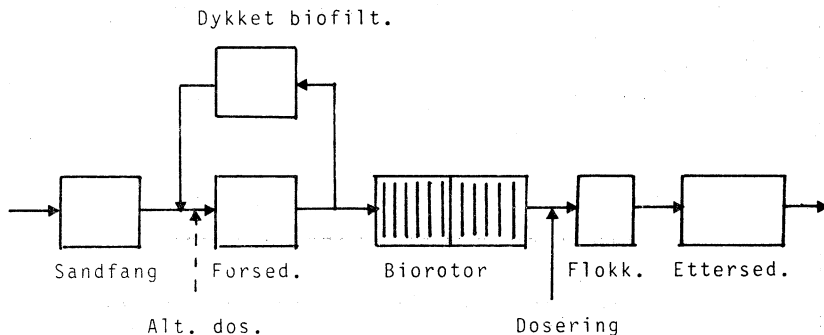 Dykket biofilt.
Sandfang Forsed. Biorotor Flokk. Ettersed.
Alt. dos. Dosering